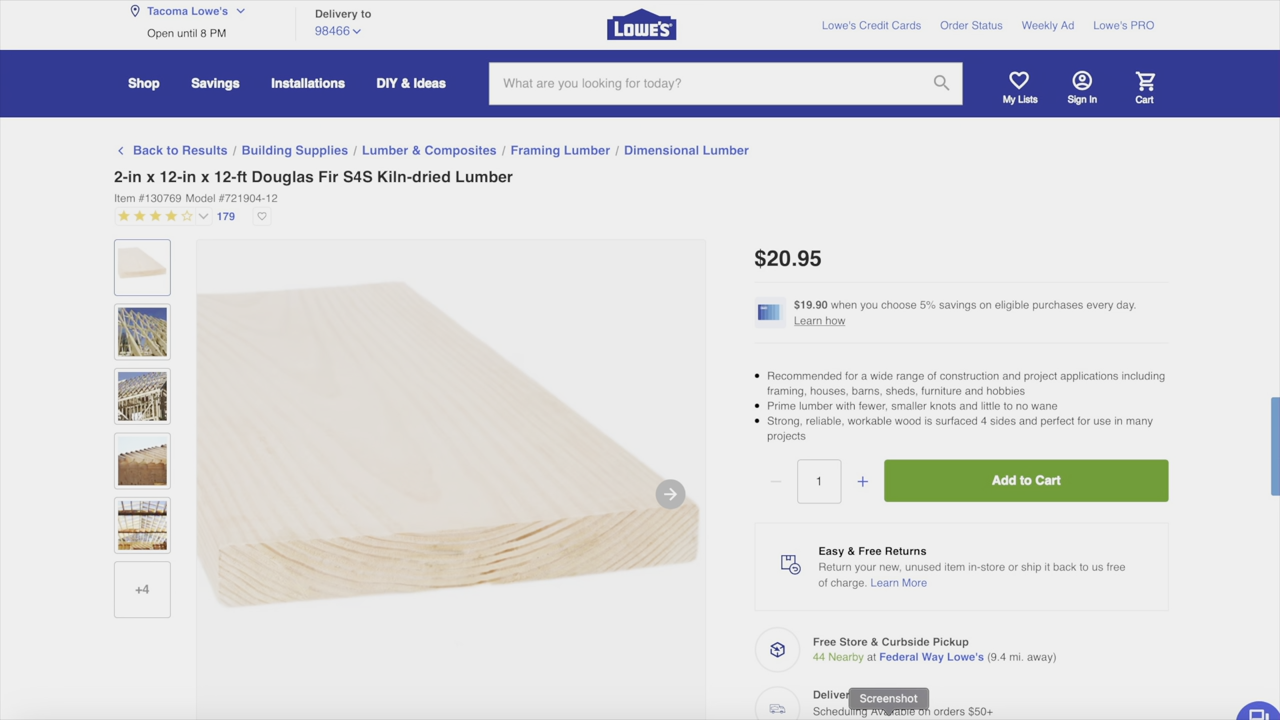 Tacoma Lowe's
Open until 8 PM
Delivery to
98466
LOWE'S
Lowe's Credit Cards
Order Status
Weekly Ad
Lowe's PRO
Shop
Savings
Installations
DIY & Ideas
What are you looking for today?
My Lists
Sign In
Cart
Back to Results / Building Supplies / Lumber & Composites / Framing Lumber / Dimensional Lumber
2-in x 12-in x 12-ft Douglas Fir S4S Kiln-dried Lumber
Item #130769 Model #721904-12
179
+4
$20.95
$19.90 when you choose 5% savings on eligible purchases every day.
Learn how
Recommended for a wide range of construction and project applications including
framing, houses, barns, sheds, furniture and hobbies
Prime lumber with fewer, smaller knots and little to no wane
Strong, reliable, workable wood is surfaced 4 sides and perfect for use in many
projects
1
Add to Cart
Easy & Free Returns
Return your new, unused item in-store or ship it back to us free
of charge. Learn More
Free Store & Curbside Pickup
44 Nearby at Federal Way Lowe's (9.4 mi. away)
Deliver
Screenshot
Scheduling Available on orders $50+